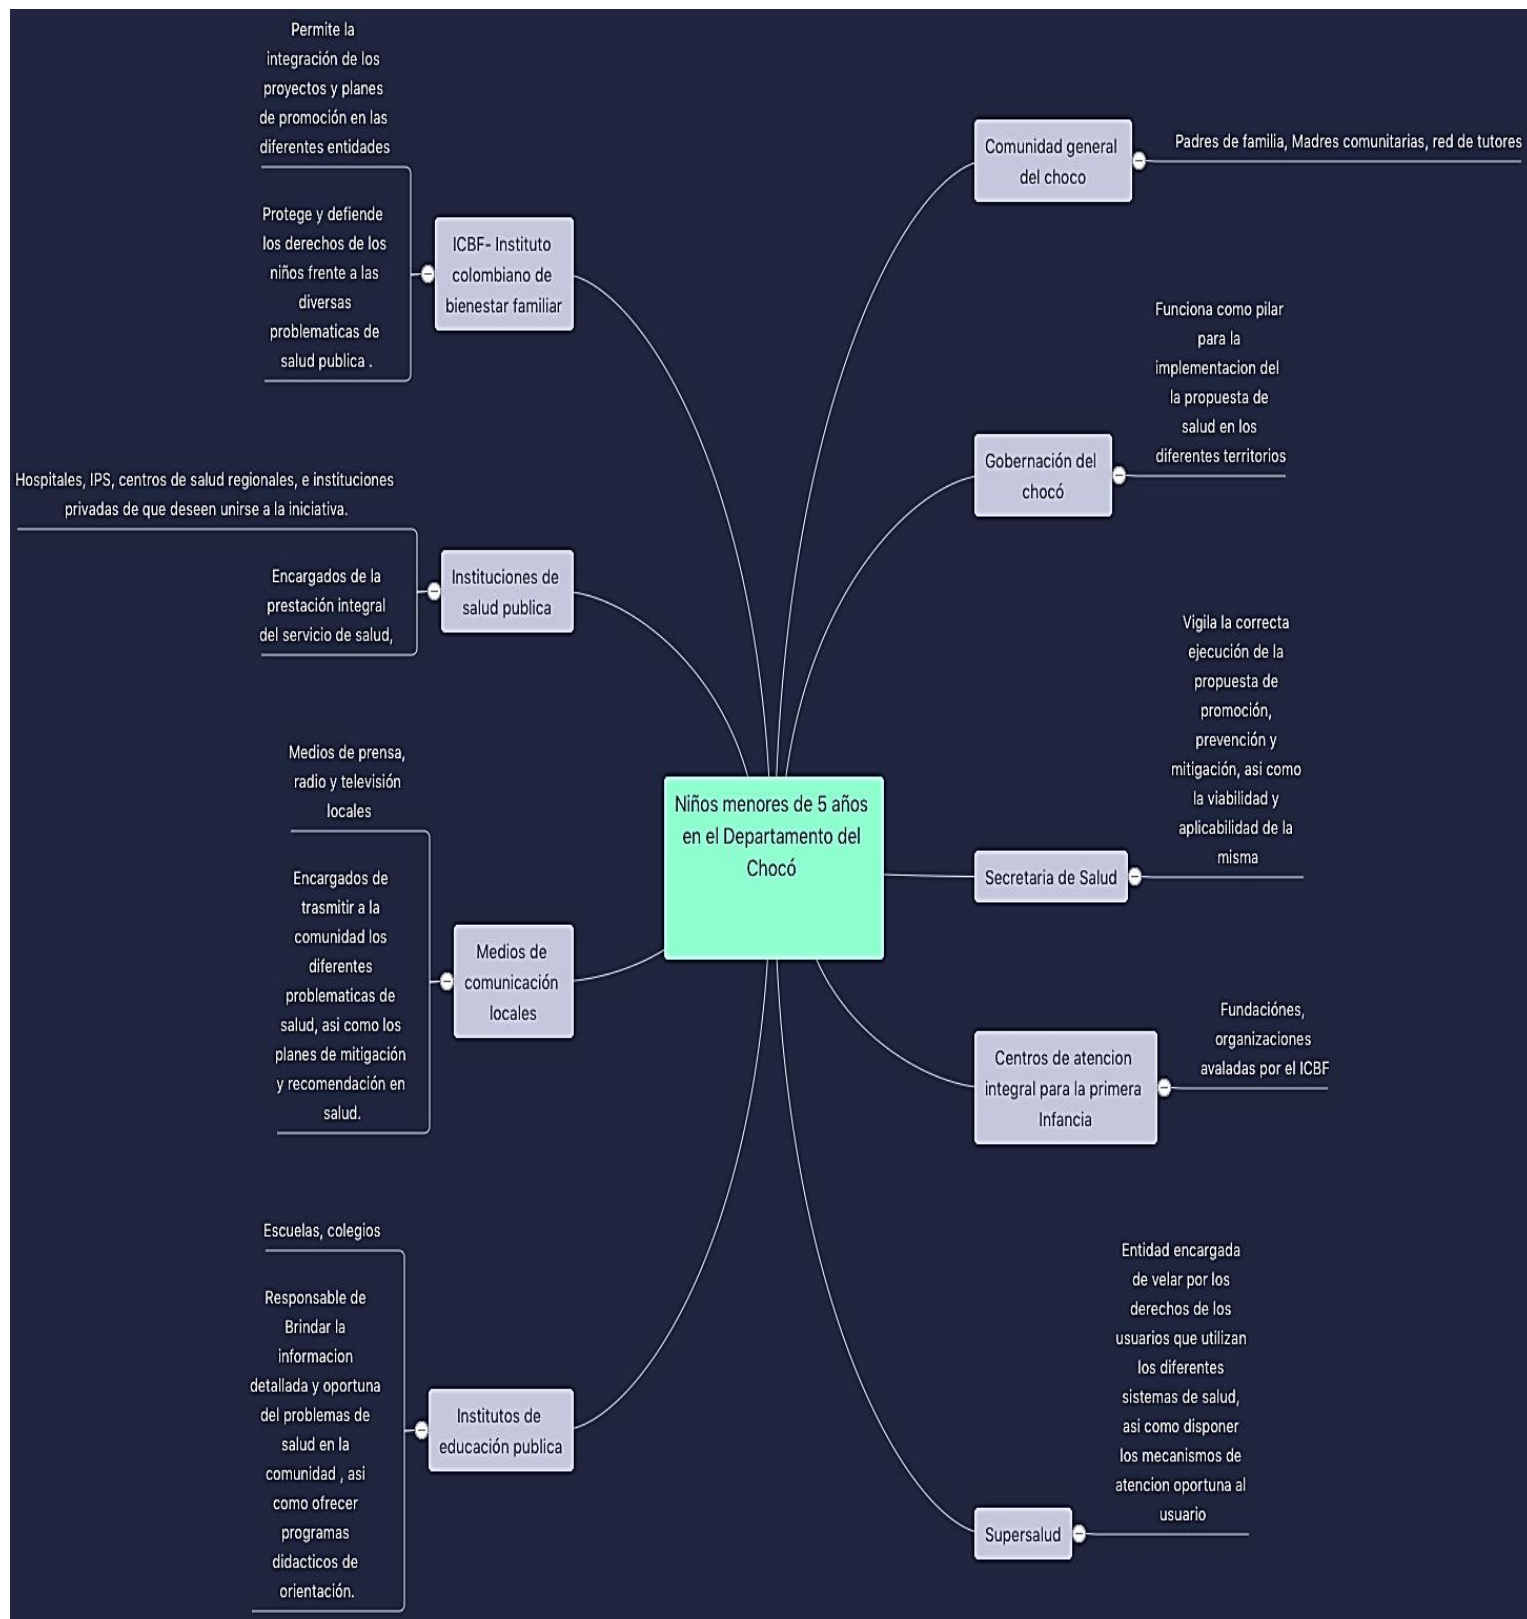 Niños menores de 5 años
en el Departamento del
Chocó
Comunidad general
del choco
Padres de familia, Madres comunitarias, red de tutores
Gobernación del
chocó
Funciona como pilar
para la
implementacion del
la propuesta de
salud en los
diferentes territorios
Secretaria de Salud
Vigila la correcta
ejecución de la
propuesta de
promoción,
prevención y
mitigación, asi como
la viabilidad y
aplicabilidad de la
misma
Centros de atencion
integral para la primera
Infancia
Fundaciónes,
organizaciones
avaladas por el ICBF
Supersalud
Entidad encargada
de velar por los
derechos de los
usuarios que utilizan
los diferentes
sistemas de salud,
asi como disponer
los mecanismos de
atencion oportuna al
usuario
ICBF- Instituto
colombiano de
bienestar familiar
Permite la
integración de los
proyectos y planes
de promoción en las
diferentes entidades
Protege y defiende
los derechos de los
niños frente a las
diversas
problematicas de
salud publica .
Instituciones de
salud publica
Hospitales, IPS, centros de salud regionales, e instituciones
privadas de que deseen unirse a la iniciativa.
Encargados de la
prestación integral
del servicio de salud,
Medios de
comunicación
locales
Medios de prensa,
radio y televisión
locales
Encargados de
trasmitir a la
comunidad los
diferentes
problematicas de
salud, asi como los
planes de mitigación
y recomendación en
salud.
Institutos de
educación publica
Escuelas, colegios
Responsable de
Brindar la
informacion
detallada y oportuna
del problemas de
salud en la
comunidad , asi
como ofrecer
programas
didacticos de
orientación.